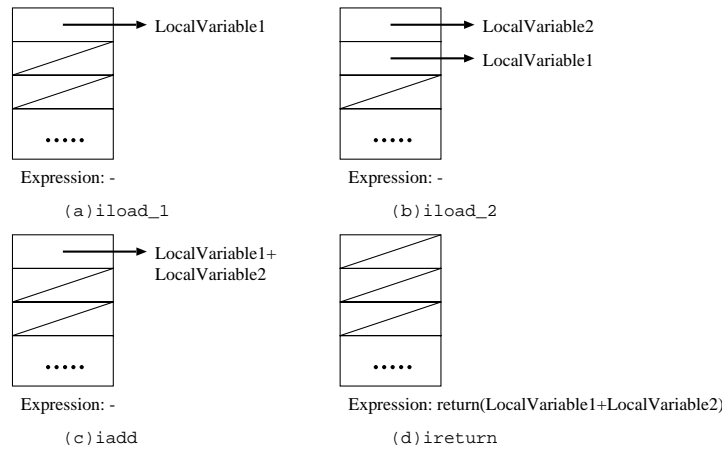 LocalVariable1
.....
Expression: -
(a)iload_1
LocalVariable2
LocalVariable1
.....
Expression: -
(b)iload_2
LocalVariable1+
LocalVariable2
.....
Expression: -
(c)iadd
.....
Expression: return(LocalVariable1+LocalVariable2)
(d)ireturn